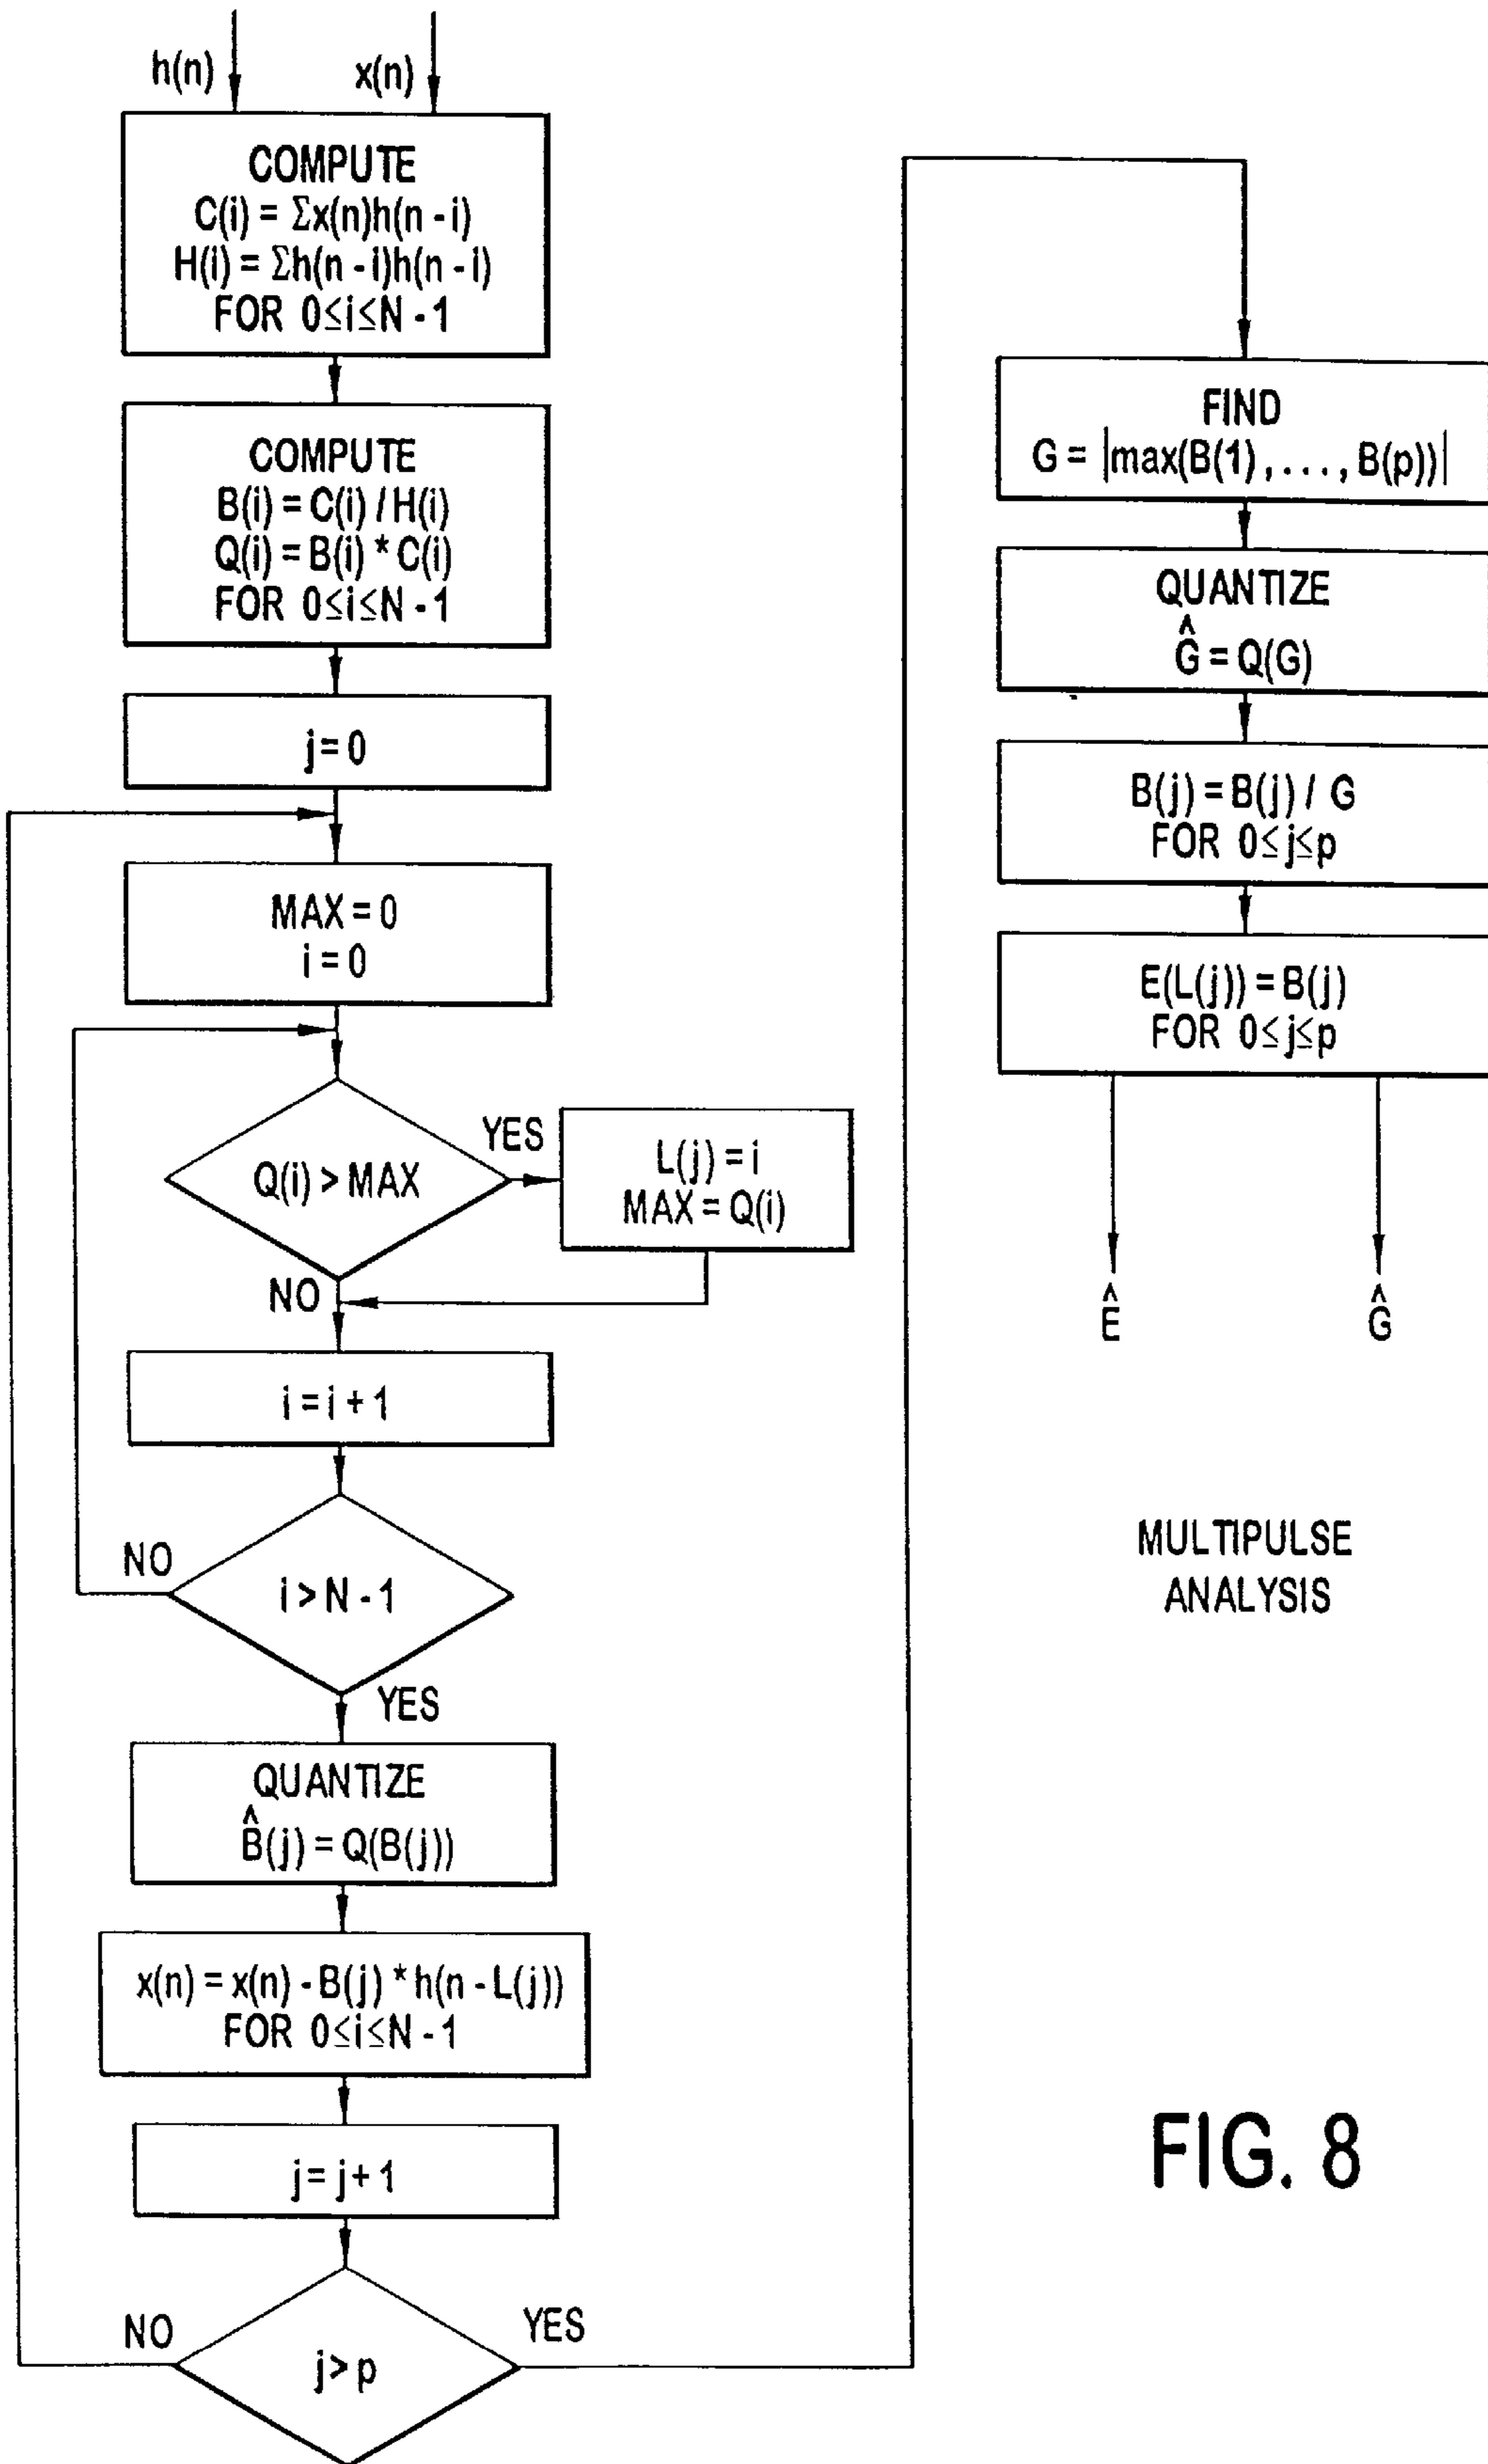 h(n)
x(n)
COMPUTE
C(i) = Σx(n)h(n - i)
H(i) = Σh(n - i)h(n - i)
FOR 0≤i≤N - 1
COMPUTE
B(i) = C(i) / H(i)
Q(i) = B(i) * C(i)
FOR 0≤i≤N - 1
j = 0
MAX = 0
i = 0
Q(i) > MAX
YES
L(j) = i
MAX = Q(i)
NO
i = i + 1
NO
i > N - 1
YES
QUANTIZE
B̂(j) = Q(B(j))
x(n) = x(n) - B(j) * h(n - L(j))
FOR 0≤i≤N - 1
j = j + 1
NO
j > p
YES
FIND
G = |max(B(1) , . . . , B(p))|
QUANTIZE
Ĝ = Q(G)
B(j) = B(j) / G
FOR 0≤j≤p
E(L(j)) = B(j)
FOR 0≤j≤p
Ê
Ĝ
MULTIPULSE
ANALYSIS
FIG. 8